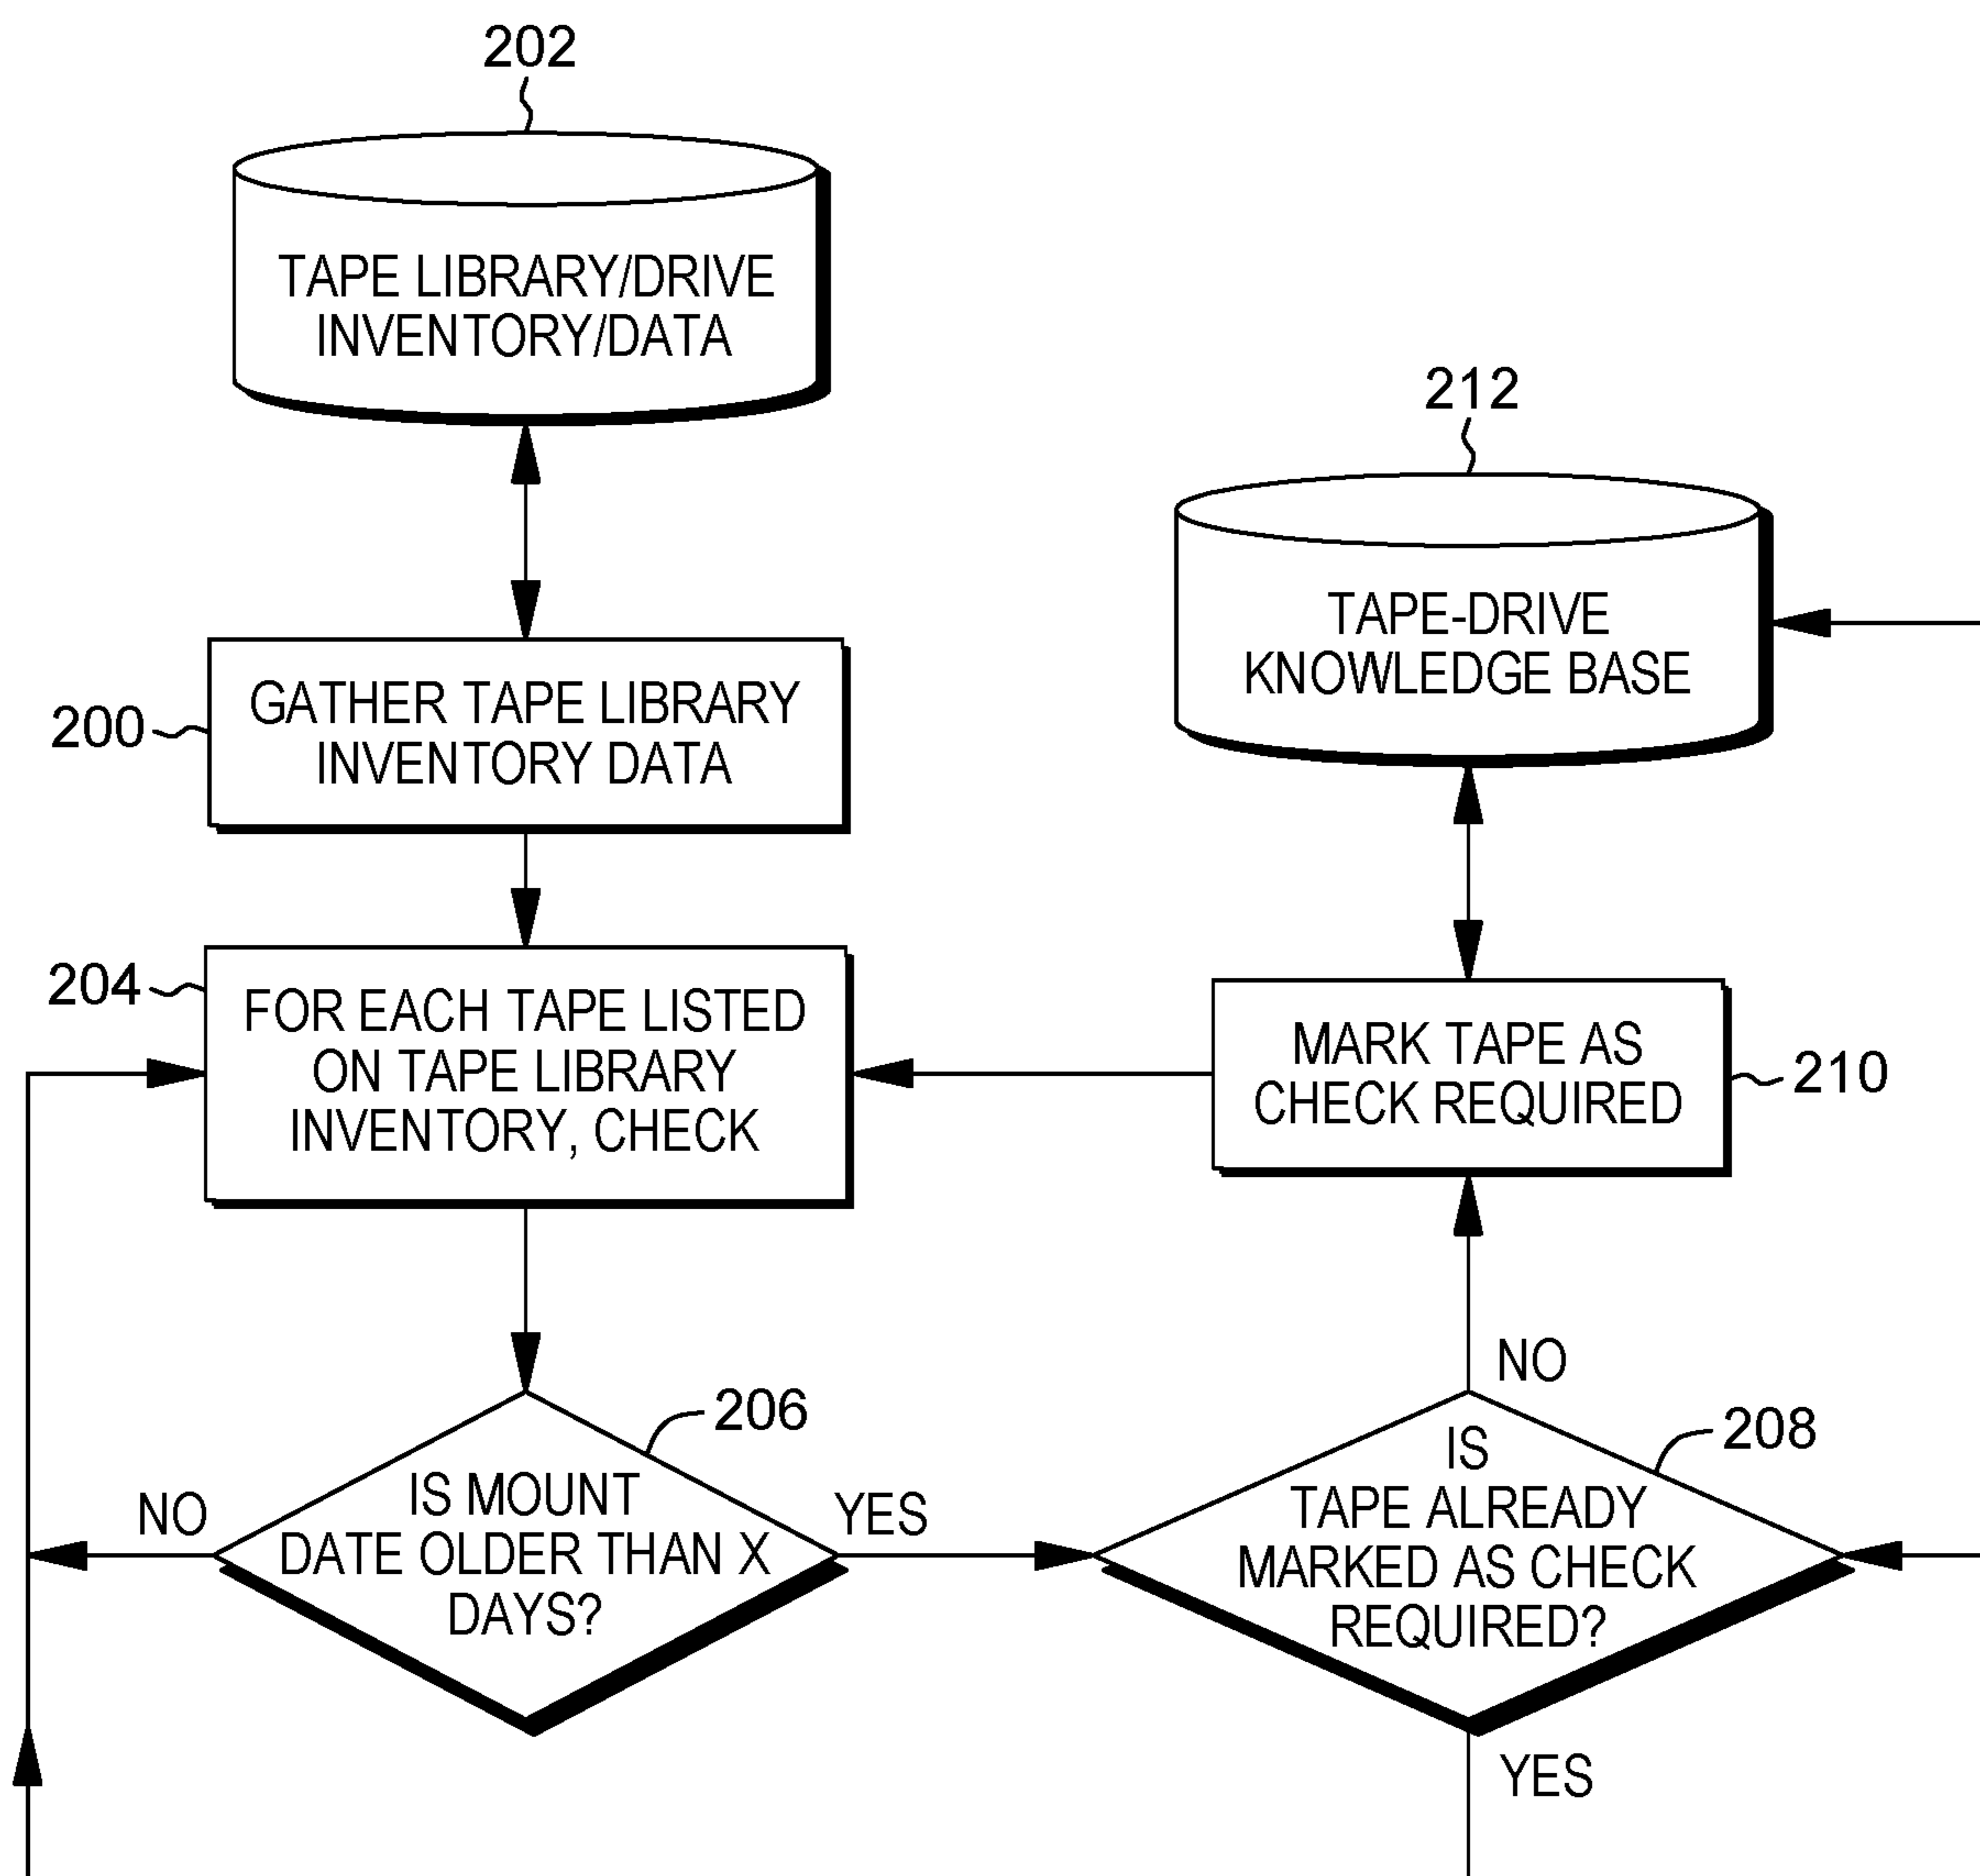 202
TAPE LIBRARY/DRIVE
INVENTORY/DATA
200
GATHER TAPE LIBRARY
INVENTORY DATA
204
FOR EACH TAPE LISTED
ON TAPE LIBRARY
INVENTORY, CHECK
206
IS MOUNT
DATE OLDER THAN X
DAYS?
NO
YES
212
TAPE-DRIVE
KNOWLEDGE BASE
MARK TAPE AS
CHECK REQUIRED
210
NO
208
IS
TAPE ALREADY
MARKED AS CHECK
REQUIRED?
YES